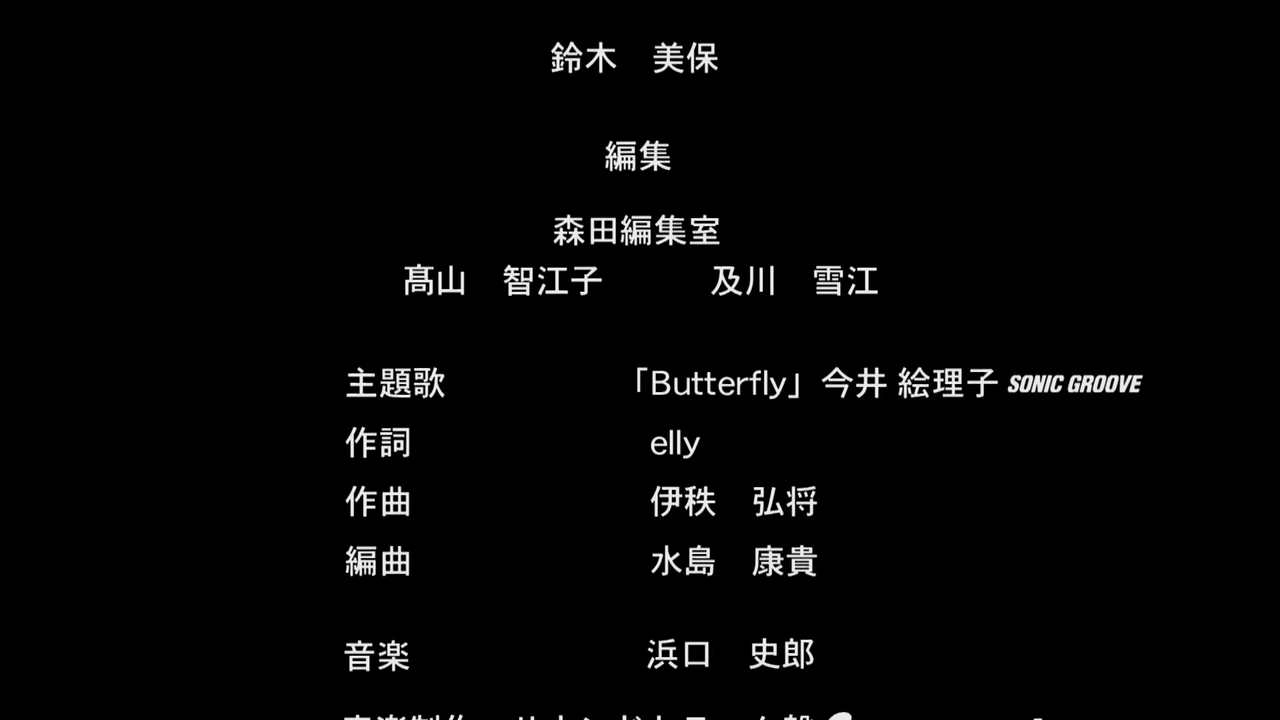 鈴木　美保
編集
森田編集室
髙山　智江子　　　及川　雪江
主題歌　「Butterfly」今井 絵理子 SONIC GROOVE
作詞　elly
作曲　伊秩　弘将
編曲　水島　康貴
音楽　浜口　史郎